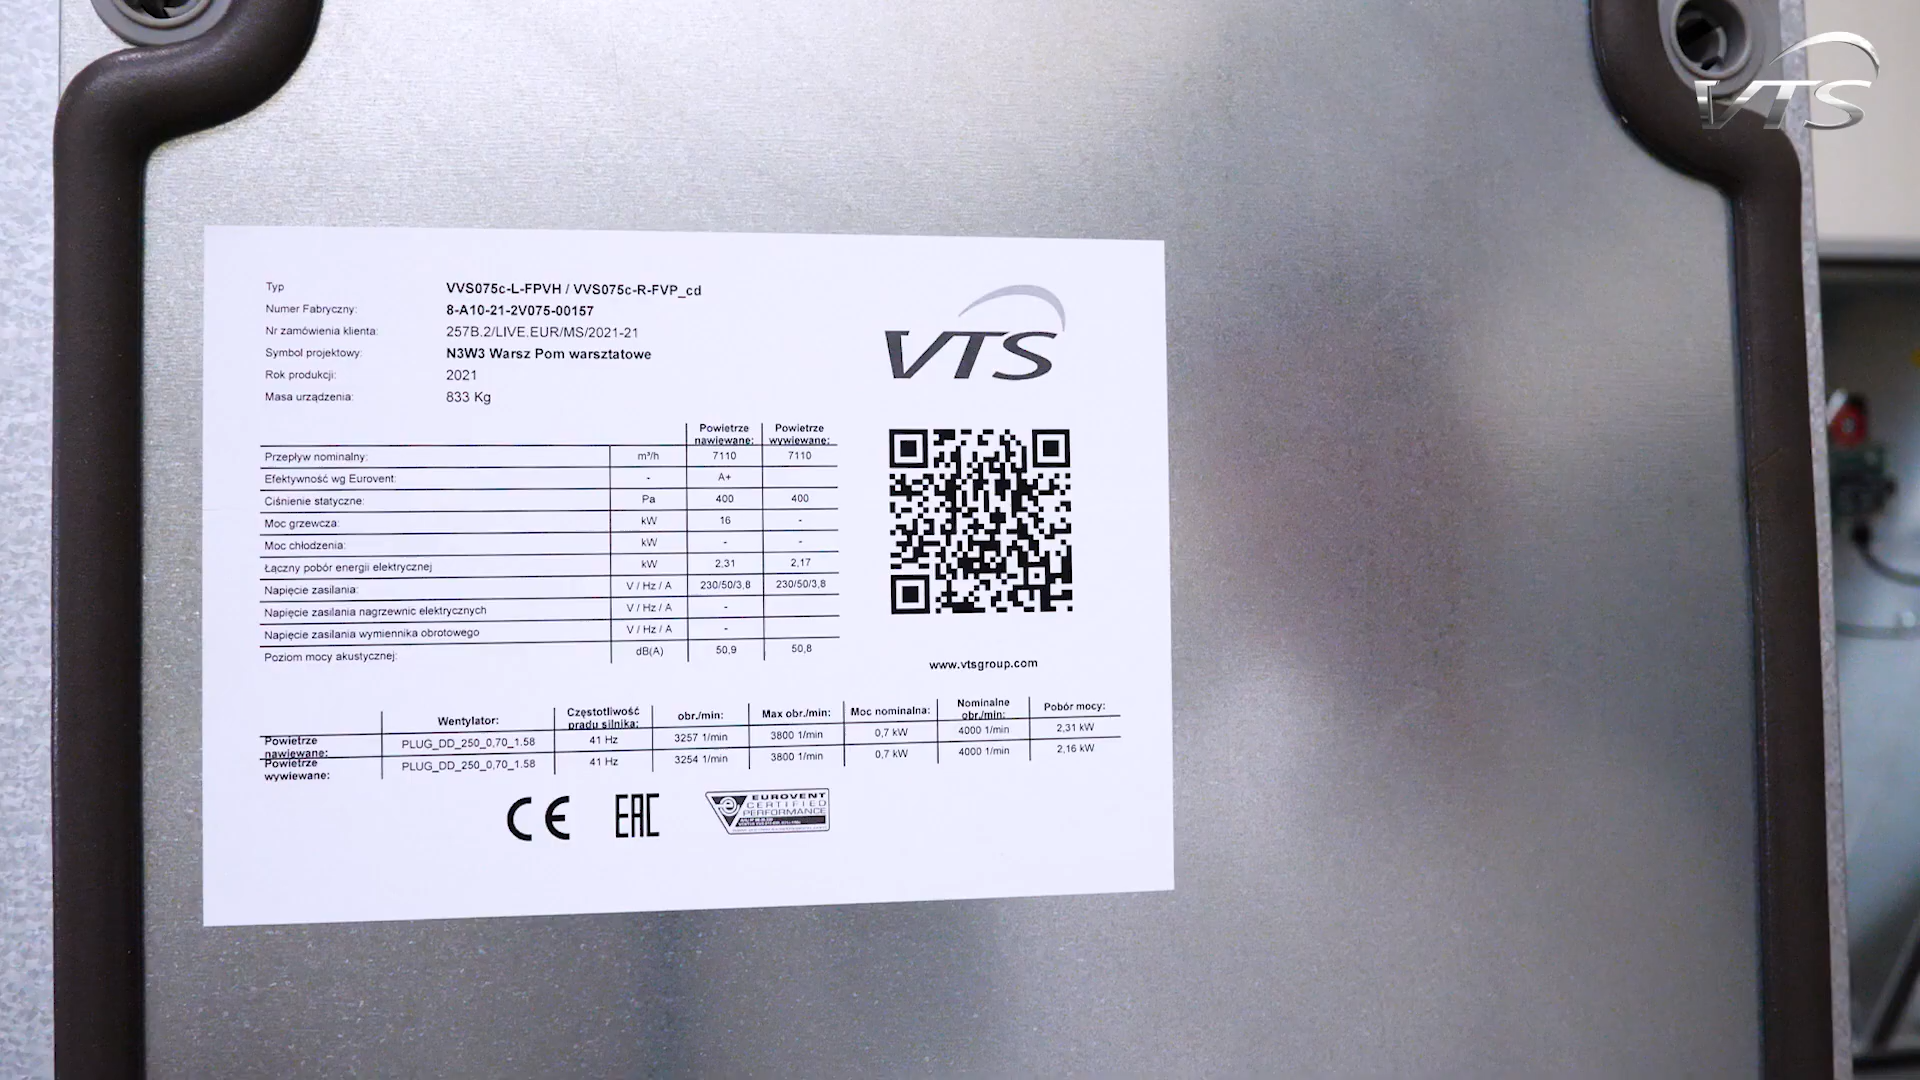 VTS
Typ VVS075c-L-FPVH / VVS075c-R-FVP_cd
Numer Fabryczny: 8-A10-21-2V075-00157
Nr zamówienia klienta: 257B.2/LIVE.EUR/MS/2021-21
Symbol projektowy: N3W3 Warsz Pom warsztatowe
Rok produkcji: 2021
Masa urządzenia: 833 Kg
VTS
Powietrze nawiewane: Powietrze wywiewane:
Przepływ nominalny: m³/h 7110 7110
Efektywność wg Eurovent: - A+
Ciśnienie statyczne: Pa 400 400
Moc grzewcza: kW 16 -
Moc chłodzenia: kW - -
Łączny pobór energii elektrycznej kW 2,31 2,17
Napięcie zasilania: V / Hz / A 230/50/3,8 230/50/3,8
Napięcie zasilania nagrzewnic elektrycznych V / Hz / A -
Napięcie zasilania wymiennika obrotowego V / Hz / A -
Poziom mocy akustycznej: dB(A) 50,9 50,8
www.vtsgroup.com
Wentylator: Częstotliwość prądu silnika: obr./min: Max obr./min: Moc nominalna: Nominalne obr./min: Pobór mocy:
Powietrze nawiewane: PLUG_DD_250_0,70_1.58 41 Hz 3257 1/min 3800 1/min 0,7 kW 4000 1/min 2,31 kW
Powietrze wywiewane: PLUG_DD_250_0,70_1.58 41 Hz 3254 1/min 3800 1/min 0,7 kW 4000 1/min 2,16 kW
CE EAC
EUROVENT
CERTIFIED
PERFORMANCE